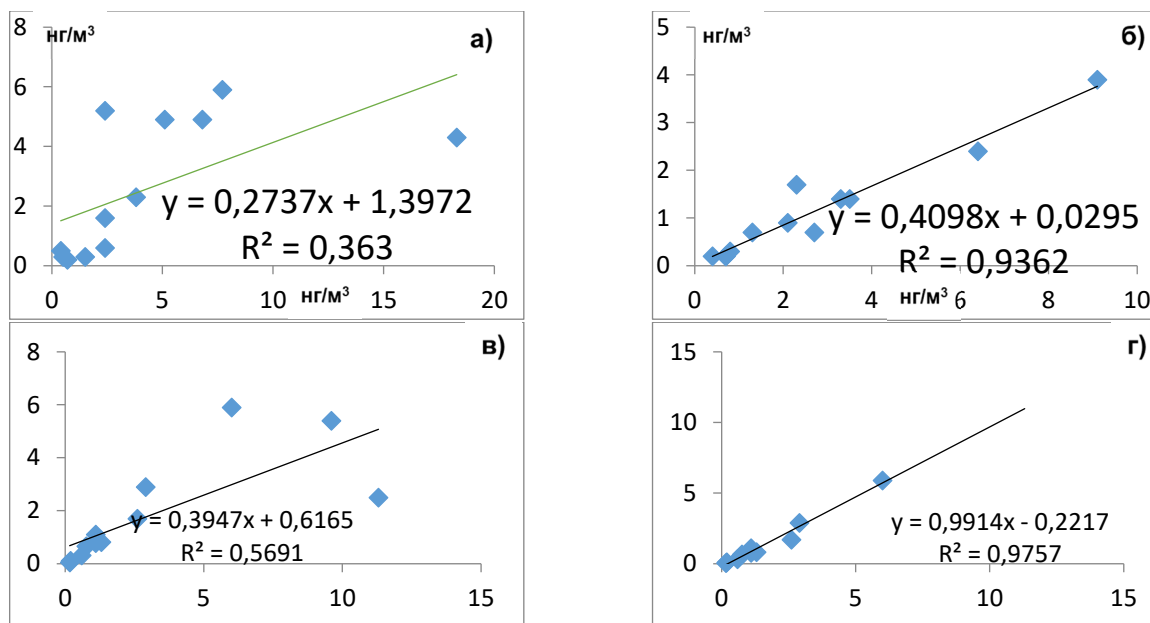 нг/м³
а)
8
6
4
2
0
y = 0,2737x + 1,3972
R² = 0,363
0 5 10 15 20
нг/м³
нг/м³
б)
5
4
3
2
1
0
y = 0,4098x + 0,0295
R² = 0,9362
0 2 4 6 8 10
нг/м³
в)
8
6
4
2
0
y = 0,3947x + 0,6165
R² = 0,5691
0 5 10 15
г)
15
10
5
0
y = 0,9914x - 0,2217
R² = 0,9757
0 5 10 15